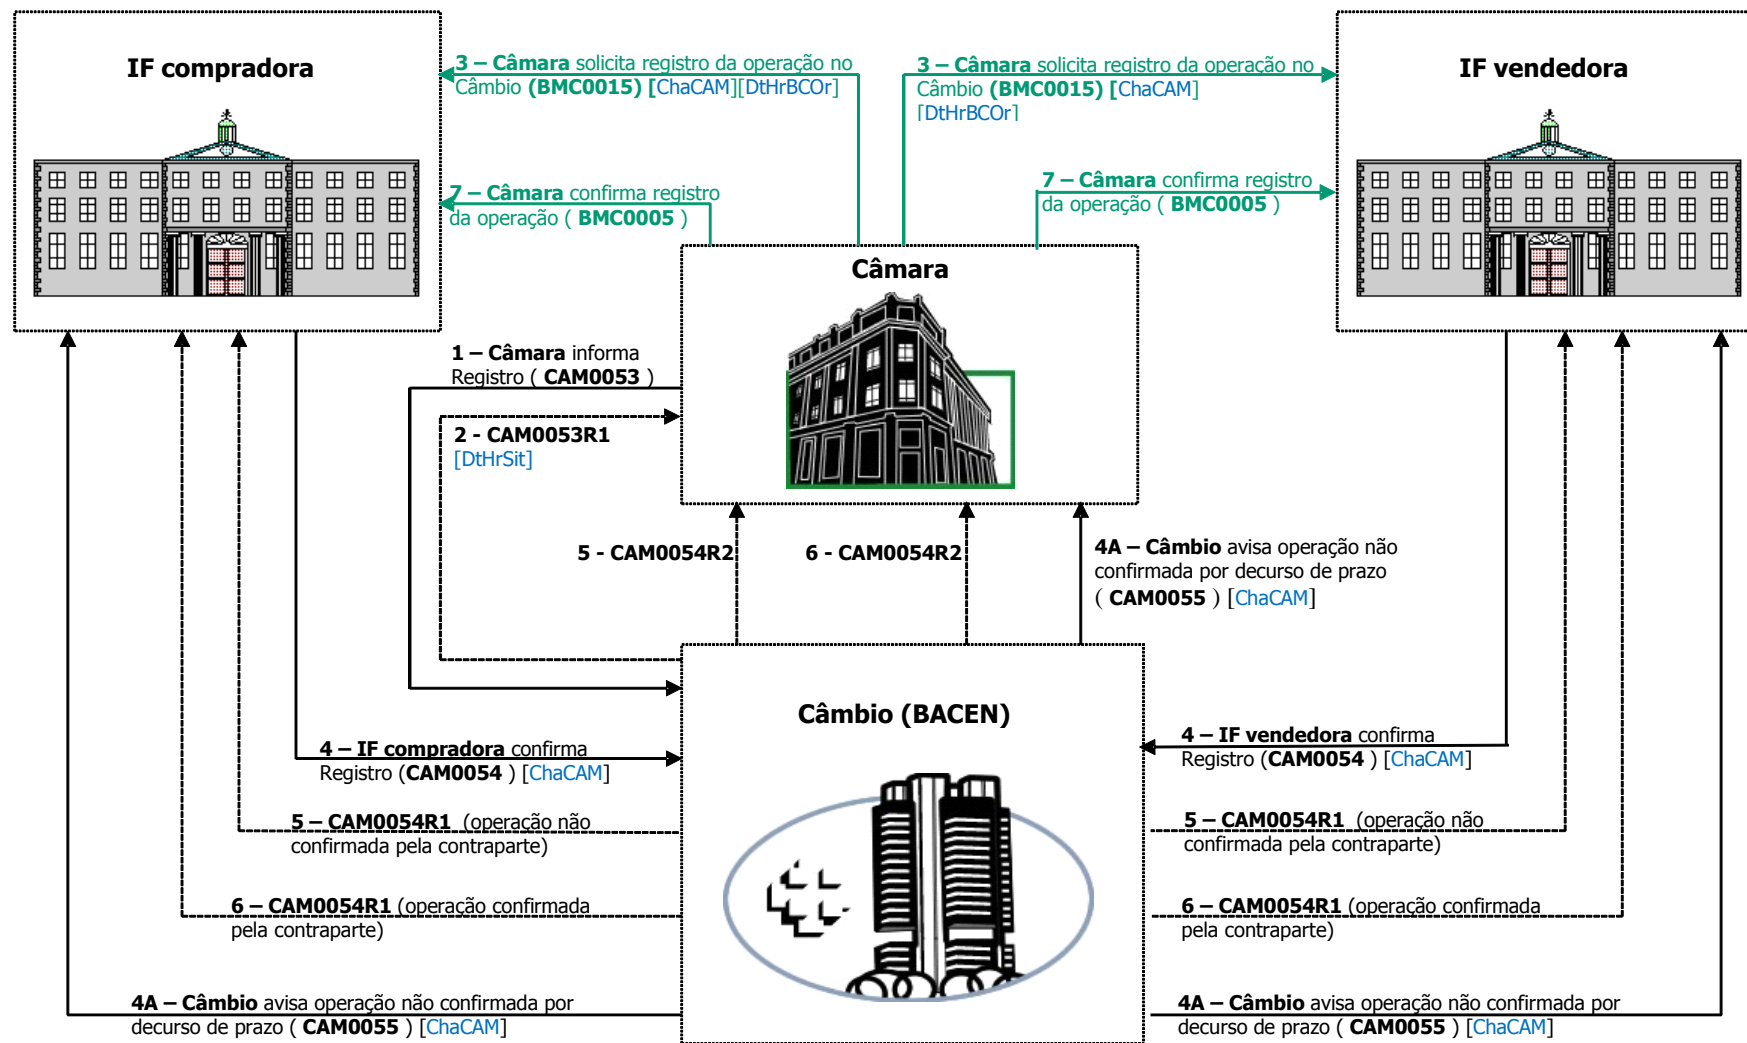 IF compradora
3 – Câmara solicita registro da operação no
Câmbio (BMC0015) [ChaCAM][DtHrBCOr]
3 – Câmara solicita registro da operação no
Câmbio (BMC0015) [ChaCAM]
[DtHrBCOr]
IF vendedora
7 – Câmara confirma registro
da operação ( BMC0005 )
7 – Câmara confirma registro
da operação ( BMC0005 )
Câmara
1 – Câmara informa
Registro ( CAM0053 )
2 - CAM0053R1
[DtHrSit]
5 - CAM0054R2
6 - CAM0054R2
4A – Câmbio avisa operação não
confirmada por decurso de prazo
( CAM0055 ) [ChaCAM]
Câmbio (BACEN)
4 – IF compradora confirma
Registro (CAM0054 ) [ChaCAM]
4 – IF vendedora confirma
Registro (CAM0054 ) [ChaCAM]
5 – CAM0054R1 (operação não
confirmada pela contraparte)
5 – CAM0054R1 (operação não
confirmada pela contraparte)
6 – CAM0054R1 (operação confirmada
pela contraparte)
6 – CAM0054R1 (operação confirmada
pela contraparte)
4A – Câmbio avisa operação não confirmada por
decurso de prazo ( CAM0055 ) [ChaCAM]
4A – Câmbio avisa operação não confirmada por
decurso de prazo ( CAM0055 ) [ChaCAM]